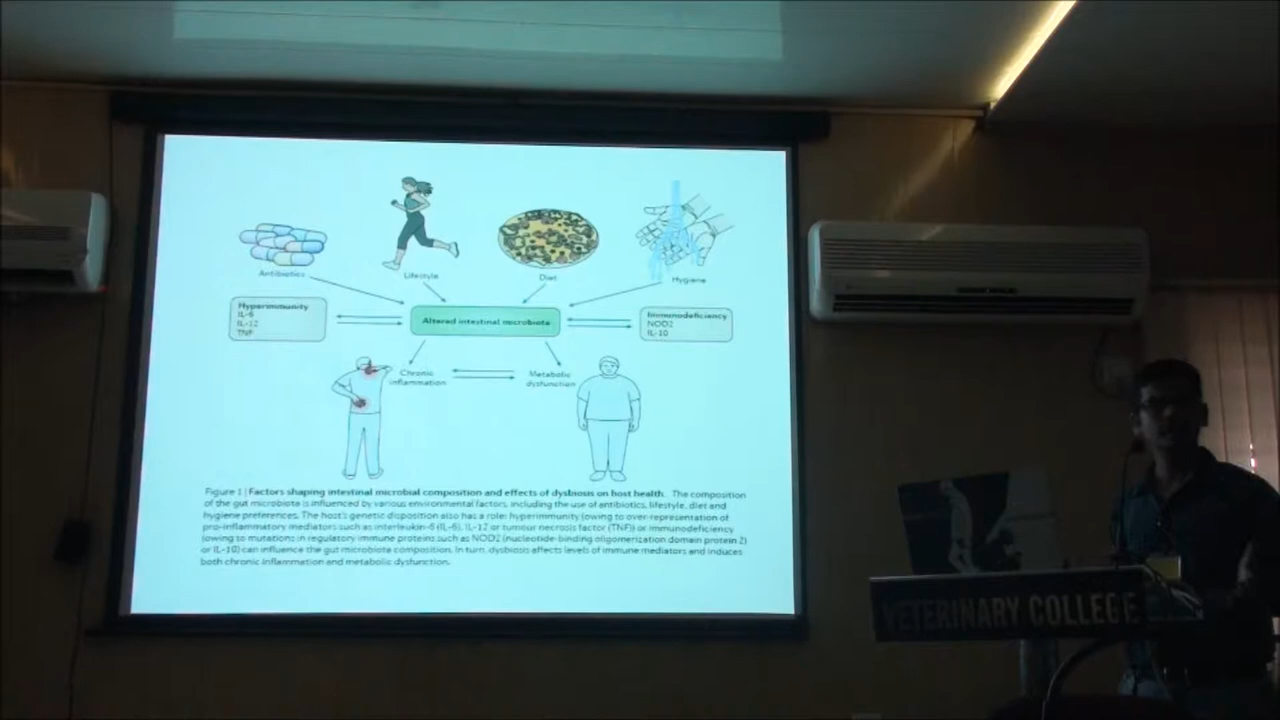 Antibiotics
Lifestyle
Diet
Hygiene
Hyperimmunity
IL-6
IL-12
TNF
Altered intestinal microbiota
Immunodeficiency
NOD2
IL-10
Chronic
inflammation
Metabolic
dysfunction
Figure 1 | Factors shaping intestinal microbial composition and effects of dysbiosis on host health. The composition
of the gut microbiota is influenced by various environmental factors, including the use of antibiotics, lifestyle, diet and
hygiene preferences. The host's genetic disposition also has a role: hyperimmunity (owing to over-representation of
pro-inflammatory mediators such as interleukin-6 (IL-6), IL-12 or tumour necrosis factor (TNF)) or immunodeficiency
(owing to mutations in regulatory immune proteins such as NOD2 (nucleotide-binding oligomerization domain protein 2)
or IL-10) can influence the gut microbiota composition. In turn, dysbiosis affects levels of immune mediators and induces
both chronic inflammation and metabolic dysfunction.
VETERINARY COLLEGE